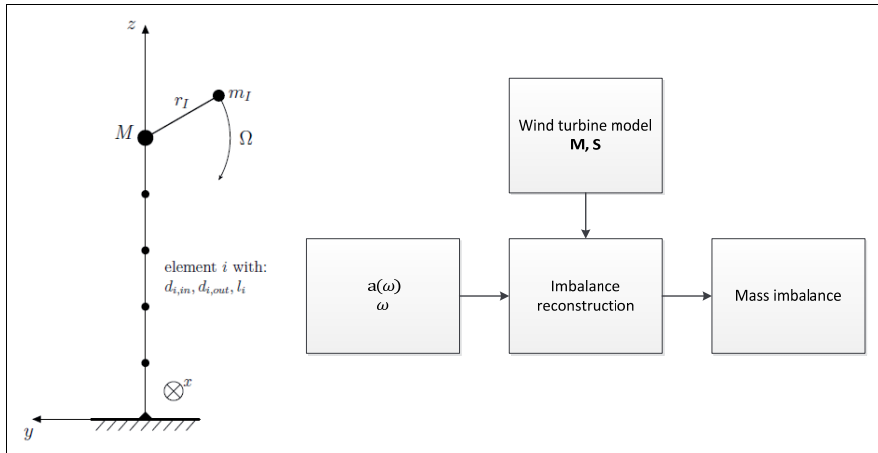 z
r_I
m_I
M
Ω
element i with:
d_{i,in}, d_{i,out}, l_i
x
y
Wind turbine model
M, S
a(ω)
ω
Imbalance
reconstruction
Mass imbalance